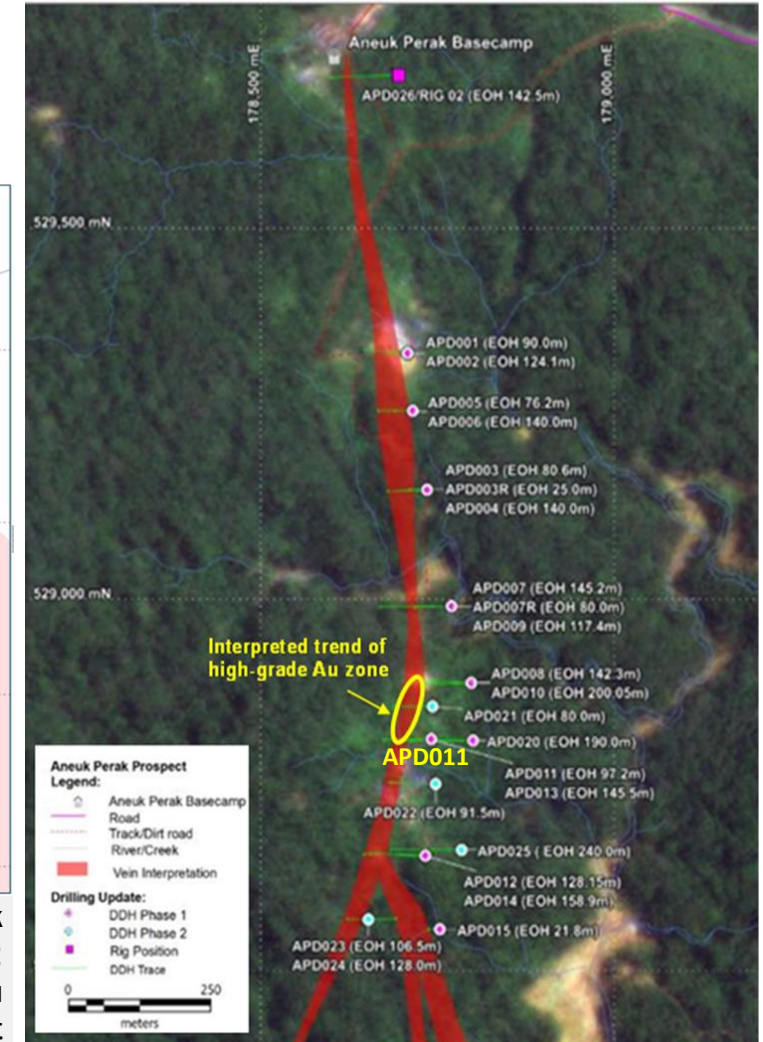 Aneuk Perak Basecamp
178,500 mE
179,000 mE
APD026/RIG 02 (EOH 142.5m)
529,500 mN
APD001 (EOH 90.0m)
APD002 (EOH 124.1m)
APD005 (EOH 76.2m)
APD006 (EOH 140.0m)
APD003 (EOH 80.6m)
APD003R (EOH 25.0m)
APD004 (EOH 140.0m)
529,000 mN
APD007 (EOH 145.2m)
APD007R (EOH 80.0m)
APD009 (EOH 117.4m)
Interpreted trend of
high-grade Au zone
APD008 (EOH 142.3m)
APD010 (EOH 200.05m)
APD021 (EOH 80.0m)
APD020 (EOH 190.0m)
APD011
APD011 (EOH 97.2m)
APD013 (EOH 145.5m)
APD022 (EOH 91.5m)
APD025 ( EOH 240.0m)
APD012 (EOH 128.15m)
APD014 (EOH 158.9m)
APD015 (EOH 21.8m)
APD023 (EOH 106.5m)
APD024 (EOH 128.0m)
Aneuk Perak Prospect
Legend:
Aneuk Perak Basecamp
Road
Track/Dirt road
River/Creek
Vein Interpretation
Drilling Update:
DDH Phase 1
DDH Phase 2
Rig Position
DDH Trace
0 250
meters